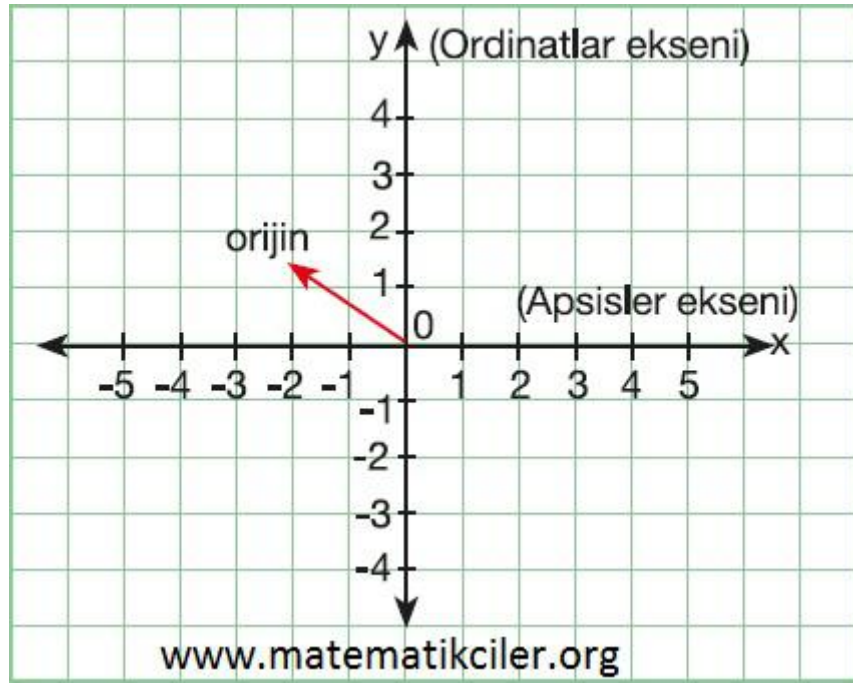 y (Ordinatlar ekseni)
4
3
2
orijin
1
(Apsisler ekseni)
0
x
-5 -4 -3 -2 -1 1 2 3 4 5
-1
-2
-3
-4
www.matematikciler.org